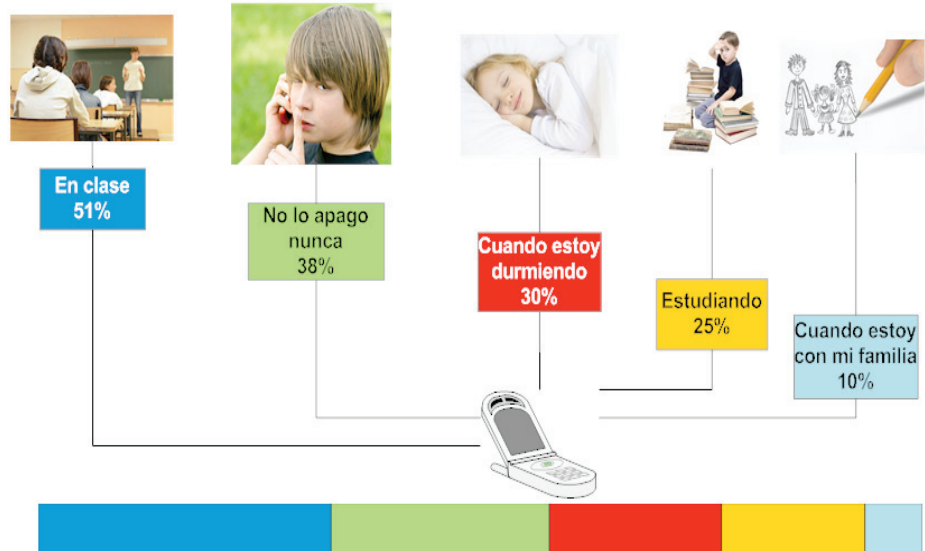 En clase
51%
No lo apago
nunca
38%
Cuando estoy
durmiendo
30%
Estudiando
25%
Cuando estoy
con mi familia
10%